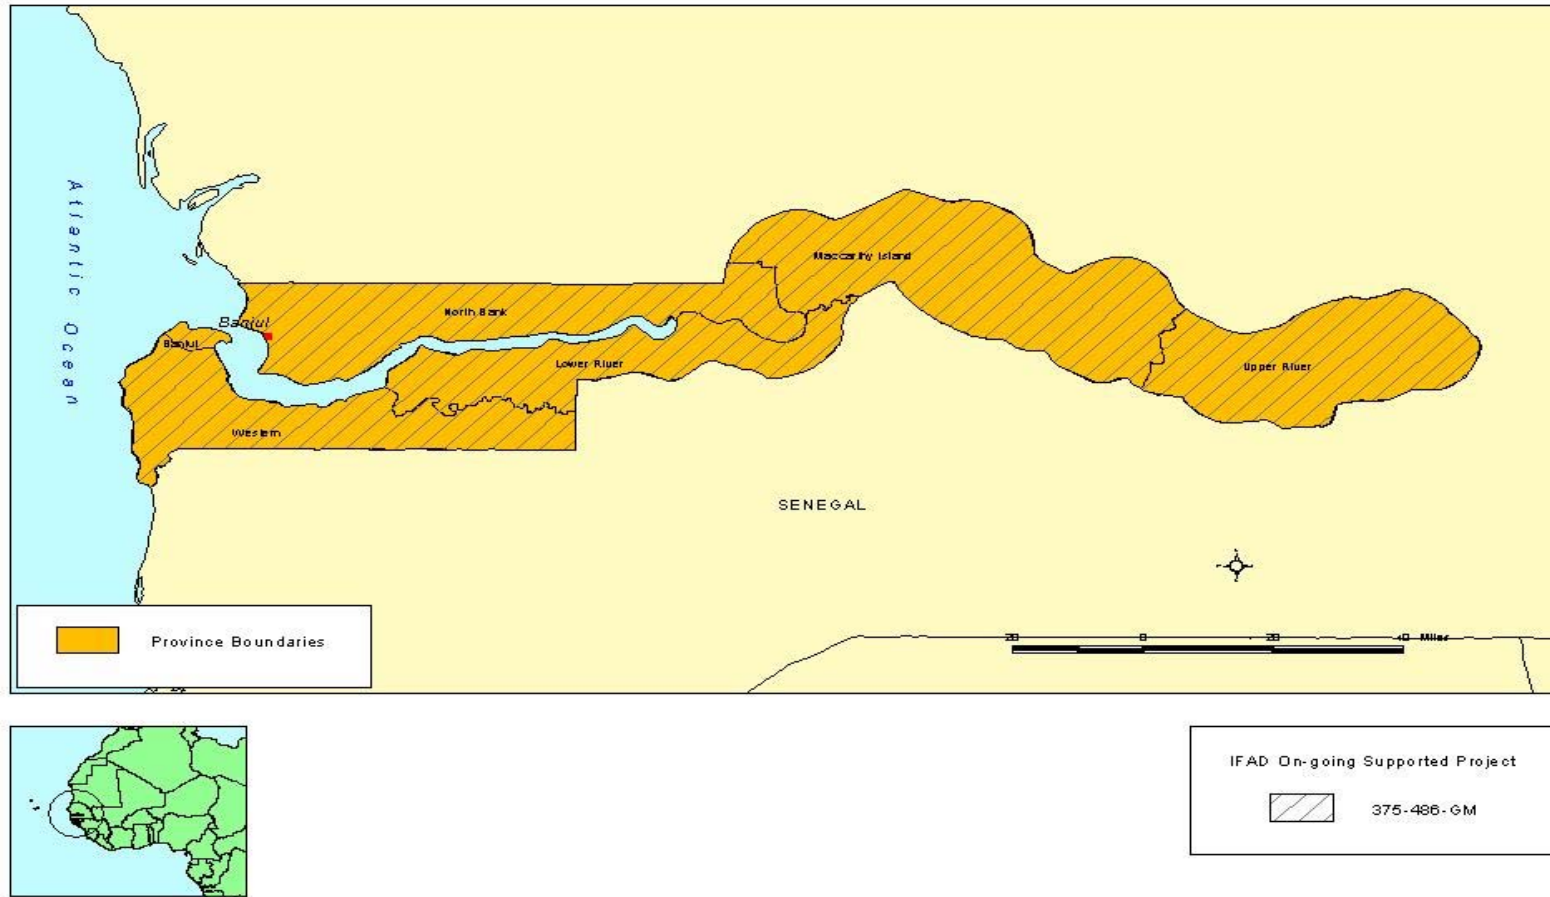 Atlantic Ocean
Maccarthy Island
North Bank
Banjul
Banjul
Lower River
Upper River
Western
SENEGAL
Province Boundaries
20 0 20 40 Miles
IFAD On-going Supported Project
375-486-GM